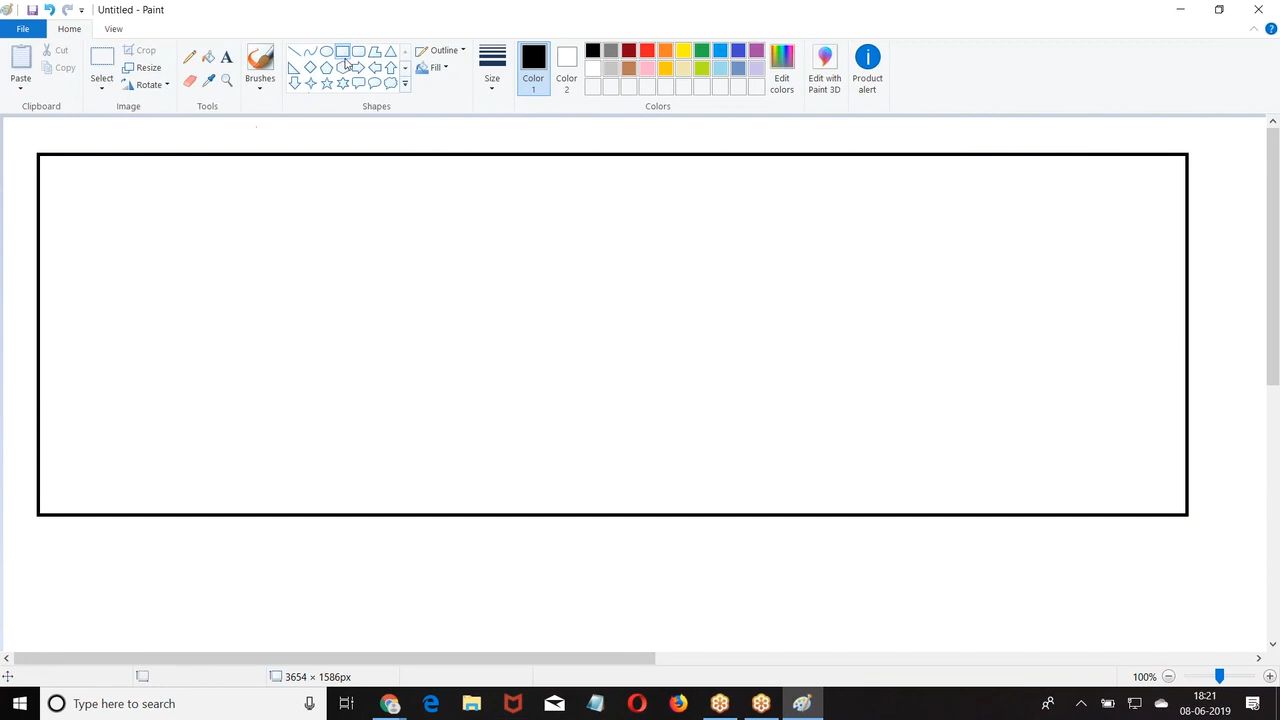 Untitled - Paint
File Home View
Paste Cut Copy Clipboard
Select Crop Resize Rotate Image
A
Tools
Brushes
Outline Fill Shapes
Size
Color 1
Color 2
Edit colors
Colors
Edit with Paint 3D
i
Product alert
3654 × 1586px
100%
Type here to search
18:21
08-06-2019